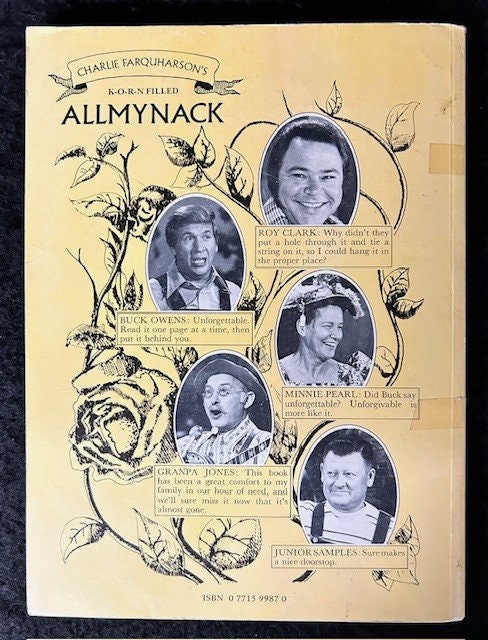 CHARLIE FARQUHARSON'S
K-O-R-N FILLED
ALLMYNACK
ROY CLARK: Why didn't they
put a hole through it and tie a
string on it, so I could hang it in
the proper place?
BUCK OWENS: Unforgettable.
Read it one page at a time, then
put it behind you.
MINNIE PEARL: Did Buck say
unforgettable? Unforgivable is
more like it.
GRANPA JONES: This book
has been a great comfort to my
family in our hour of need, and
we'll sure miss it now that it's
almost gone.
JUNIOR SAMPLES: Sure makes
a nice doorstop.
ISBN 0 7715 9987 0